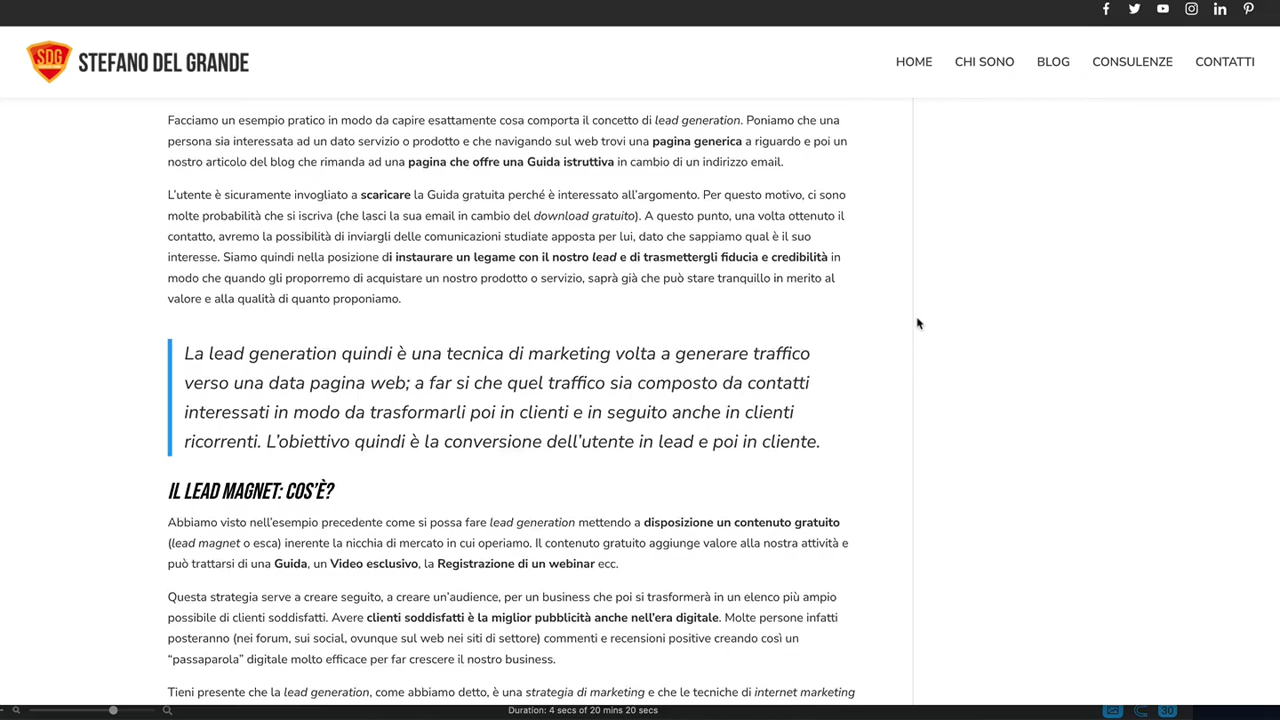 SDG
STEFANO DEL GRANDE
HOME CHI SONO BLOG CONSULENZE CONTATTI
Facciamo un esempio pratico in modo da capire esattamente cosa comporta il concetto di lead generation. Poniamo che una
persona sia interessata ad un dato servizio o prodotto e che navigando sul web trovi una pagina generica a riguardo e poi un
nostro articolo del blog che rimanda ad una pagina che offre una Guida istruttiva in cambio di un indirizzo email.
L'utente è sicuramente invogliato a scaricare la Guida gratuita perché è interessato all'argomento. Per questo motivo, ci sono
molte probabilità che si iscriva (che lasci la sua email in cambio del download gratuito). A questo punto, una volta ottenuto il
contatto, avremo la possibilità di inviargli delle comunicazioni studiate apposta per lui, dato che sappiamo qual è il suo
interesse. Siamo quindi nella posizione di instaurare un legame con il nostro lead e di trasmettergli fiducia e credibilità in
modo che quando gli proporremo di acquistare un nostro prodotto o servizio, saprà già che può stare tranquillo in merito al
valore e alla qualità di quanto proponiamo.
La lead generation quindi è una tecnica di marketing volta a generare traffico
verso una data pagina web; a far si che quel traffico sia composto da contatti
interessati in modo da trasformarli poi in clienti e in seguito anche in clienti
ricorrenti. L'obiettivo quindi è la conversione dell'utente in lead e poi in cliente.
IL LEAD MAGNET: COS'È?
Abbiamo visto nell'esempio precedente come si possa fare lead generation mettendo a disposizione un contenuto gratuito
(lead magnet o esca) inerente la nicchia di mercato in cui operiamo. Il contenuto gratuito aggiunge valore alla nostra attività e
può trattarsi di una Guida, un Video esclusivo, la Registrazione di un webinar ecc.
Questa strategia serve a creare seguito, a creare un'audience, per un business che poi si trasformerà in un elenco più ampio
possibile di clienti soddisfatti. Avere clienti soddisfatti è la miglior pubblicità anche nell'era digitale. Molte persone infatti
posteranno (nei forum, sui social, ovunque sul web nei siti di settore) commenti e recensioni positive creando così un
"passaparola" digitale molto efficace per far crescere il nostro business.
Tieni presente che la lead generation, come abbiamo detto, è una strategia di marketing e che le tecniche di internet marketing
Duration: 4 secs of 20 mins 20 secs
30